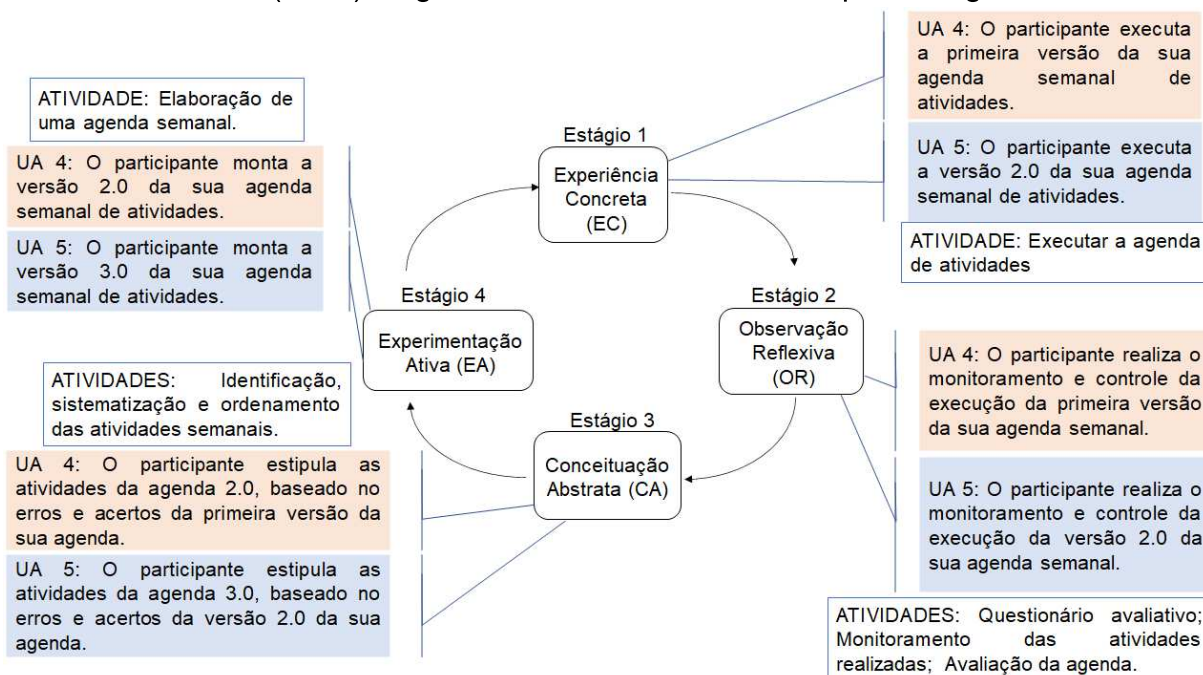 UA 4: O participante executa
a primeira versão da sua
agenda semanal de
atividades.
UA 5: O participante executa
a versão 2.0 da sua agenda
semanal de atividades.
ATIVIDADE: Executar a agenda
de atividades
ATIVIDADE: Elaboração de
uma agenda semanal.
UA 4: O participante monta a
versão 2.0 da sua agenda
semanal de atividades.
UA 5: O participante monta a
versão 3.0 da sua agenda
semanal de atividades.
Estágio 1
Experiência
Concreta
(EC)
Estágio 2
Observação
Reflexiva
(OR)
Estágio 4
Experimentação
Ativa (EA)
Estágio 3
Conceituação
Abstrata (CA)
ATIVIDADES: Identificação,
sistematização e ordenamento
das atividades semanais.
UA 4: O participante estipula as
atividades da agenda 2.0, baseado no
erros e acertos da primeira versão da
sua agenda.
UA 5: O participante estipula as
atividades da agenda 3.0, baseado no
erros e acertos da versão 2.0 da sua
agenda.
UA 4: O participante realiza o
monitoramento e controle da
execução da primeira versão
da sua agenda semanal.
UA 5: O participante realiza o
monitoramento e controle da
execução da versão 2.0 da
sua agenda semanal.
ATIVIDADES: Questionário avaliativo;
Monitoramento das atividades
realizadas; Avaliação da agenda.